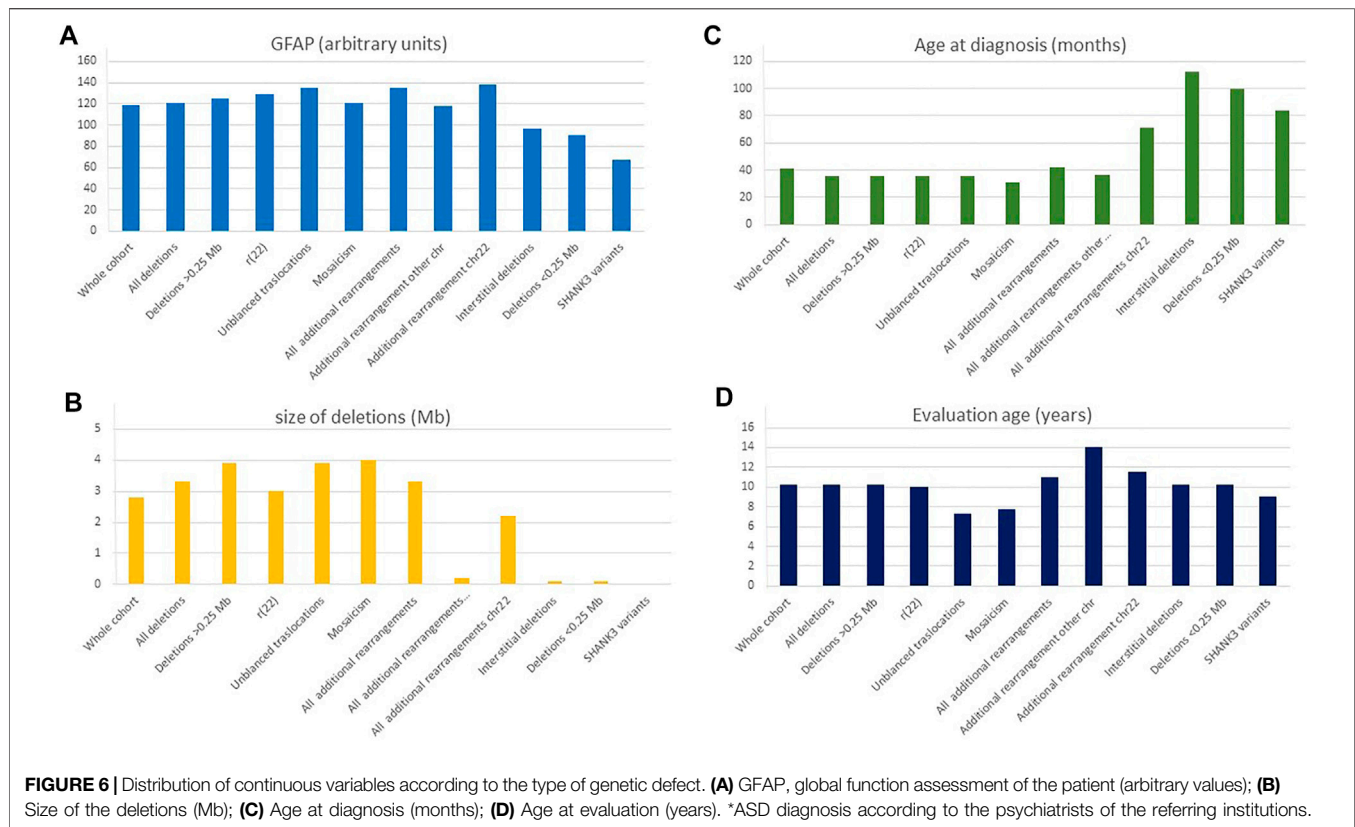 A
GFAP (arbitrary units)
160
140
120
100
80
60
40
20
0
Whole cohort
All deletions
Deletions >0.25 Mb
r(22)
Unblanced traslocations
Mosaicism
All additional rearrangements
Additional rearrangement other chr
Additional rearrangement chr22
Interstitial deletions
Deletions <0.25 Mb
SHANK3 variants
C
Age at diagnosis (months)
120
100
80
60
40
20
0
Whole cohort
All deletions
Deletions >0.25 Mb
r(22)
Unblanced traslocations
Mosaicism
All additional rearrangements
All additional rearrangements other...
All additional rearrangements chr22
Interstitial deletions
Deletions <0.25 Mb
SHANK3 variants
B
size of deletions (Mb)
5
4
3
2
1
0
Whole cohort
All deletions
Deletions >0.25 Mb
r(22)
Unblanced traslocations
Mosaicism
All additional rearrangements
All additional rearrangements...
All additional rearrangements chr22
Interstitial deletions
Deletions <0.25 Mb
SHANK3 variants
D
Evaluation age (years)
16
14
12
10
8
6
4
2
0
Whole cohort
All deletions
Deletions >0.25 Mb
r(22)
Unblanced traslocations
Mosaicism
All additional rearrangements
Additional rearrangement other chr
Additional rearrangement chr22
Interstitial deletions
Deletions <0.25 Mb
SHANK3 variants
FIGURE 6 | Distribution of continuous variables according to the type of genetic defect. (A) GFAP, global function assessment of the patient (arbitrary values); (B)
Size of the deletions (Mb); (C) Age at diagnosis (months); (D) Age at evaluation (years). *ASD diagnosis according to the psychiatrists of the referring institutions.